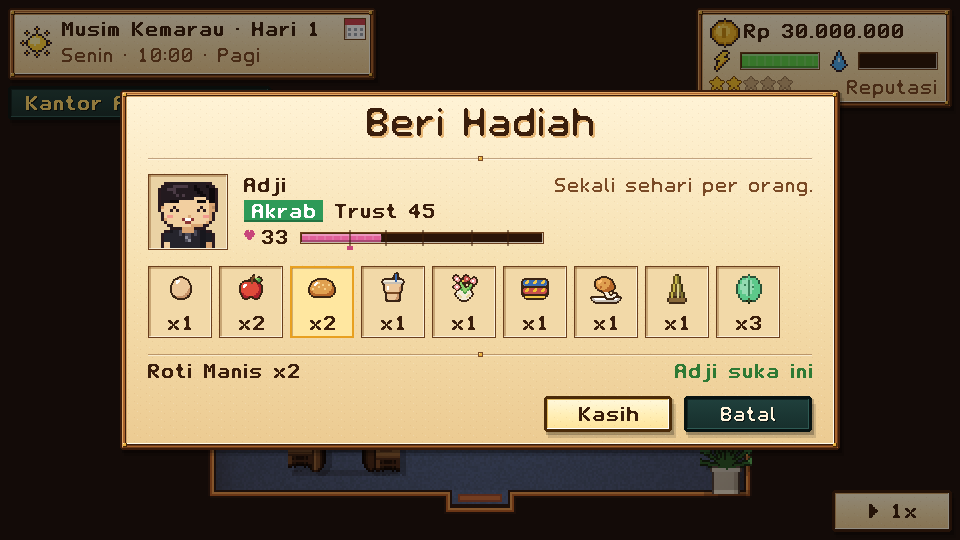 Musim Kemarau · Hari 1
Senin · 10:00 · Pagi
Rp 30.000.000
Reputasi
Kantor
Beri Hadiah
Adji
Sekali sehari per orang.
Akrab Trust 45
33
x1 x2 x2 x1 x1 x1 x1 x1 x3
Roti Manis x2
Adji suka ini
Kasih Batal
1x